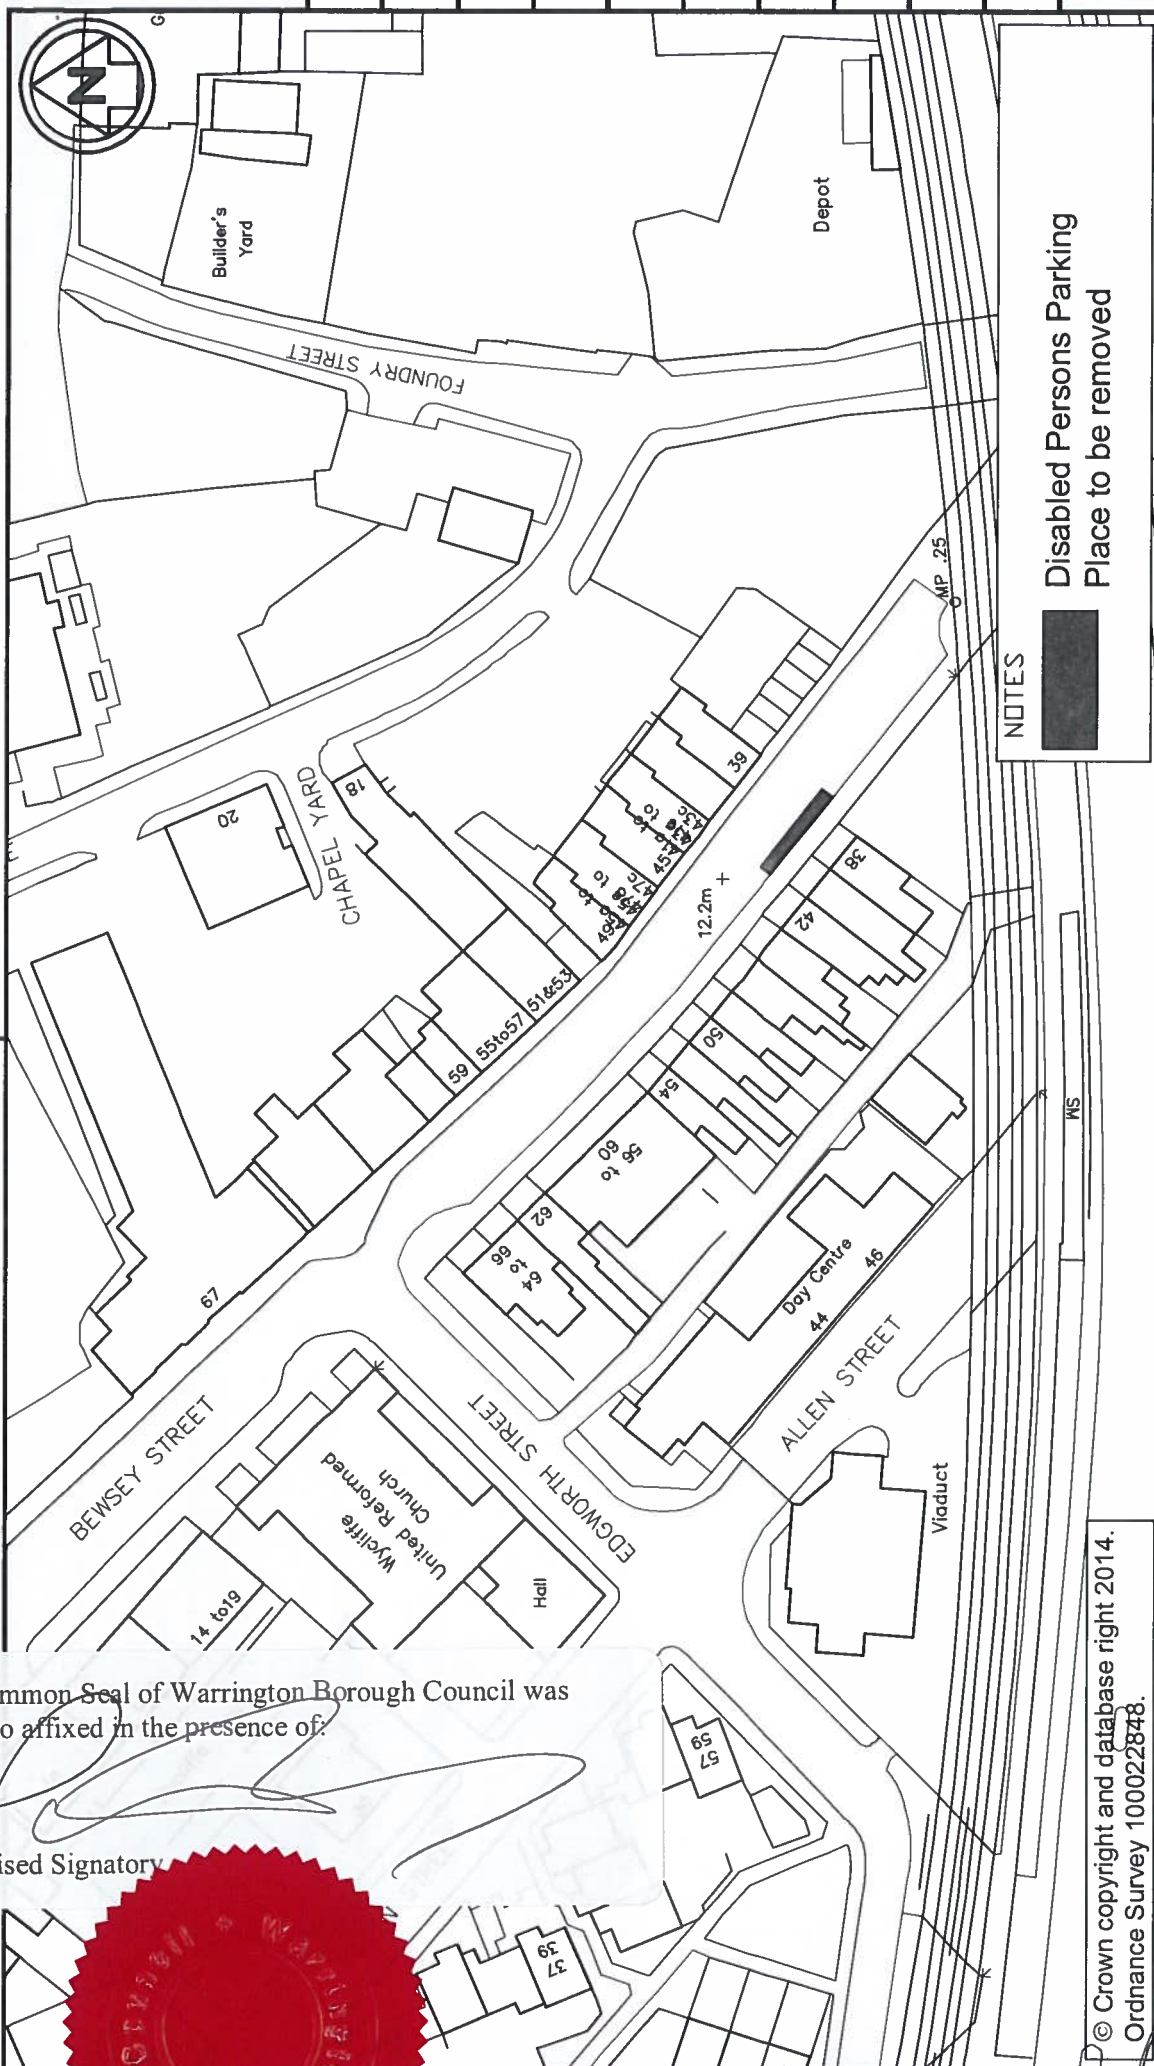 N
Builder's
Yard
Depot
FOUNDRY STREET
MP .25
NOTES
Disabled Persons Parking
Place to be removed
20
18
CHAPEL YARD
39
43c
45
47c
49
12.2m
38
42
51&53
55to57
59
50
54
56 to
60
62
64 to 66
67
Day Centre
44
46
SM
BEWSEY STREET
EDGWORTH STREET
ALLEN STREET
Wycliffe
United Reformed
Church
Hall
14 to19
Viaduct
mmon Seal of Warrington Borough Council was
o affixed in the presence of:
ised Signatory
57
59
37
39
© Crown copyright and database right 2014.
Ordnance Survey 100022848.